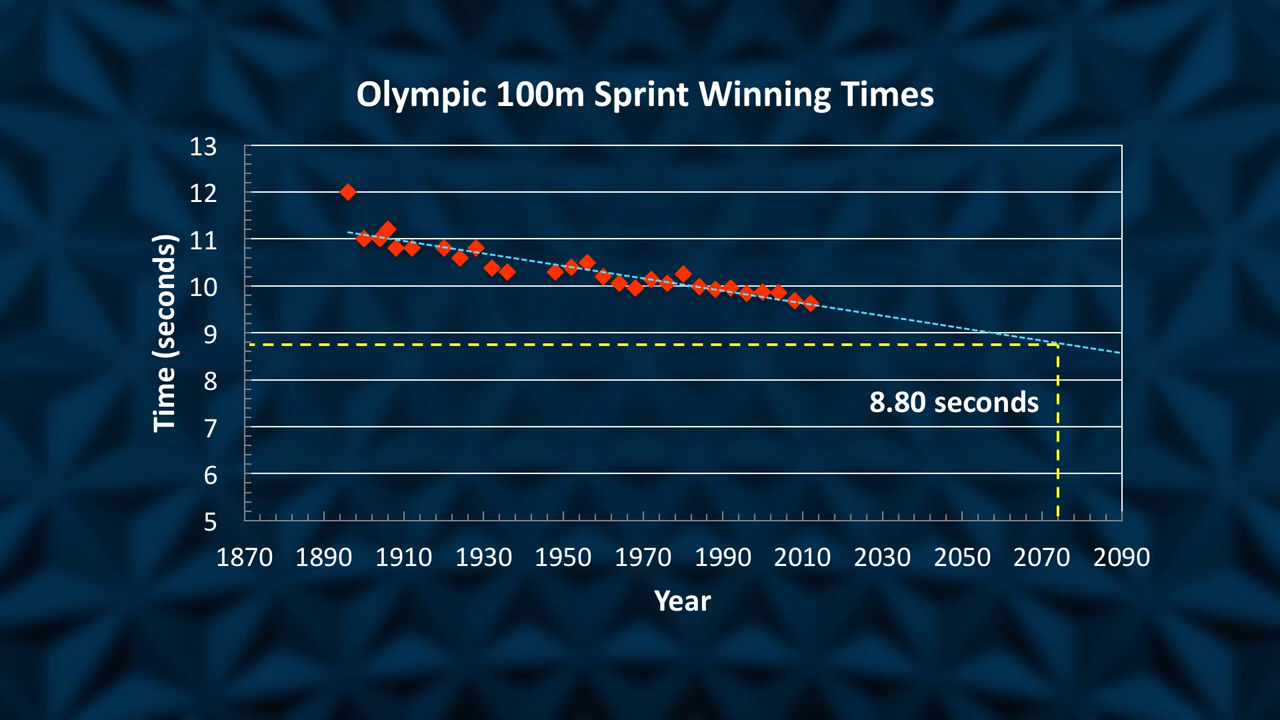 Olympic 100m Sprint Winning Times
13
12
11
10
9
8
7
6
5
Time (seconds)
8.80 seconds
1870 1890 1910 1930 1950 1970 1990 2010 2030 2050 2070 2090
Year